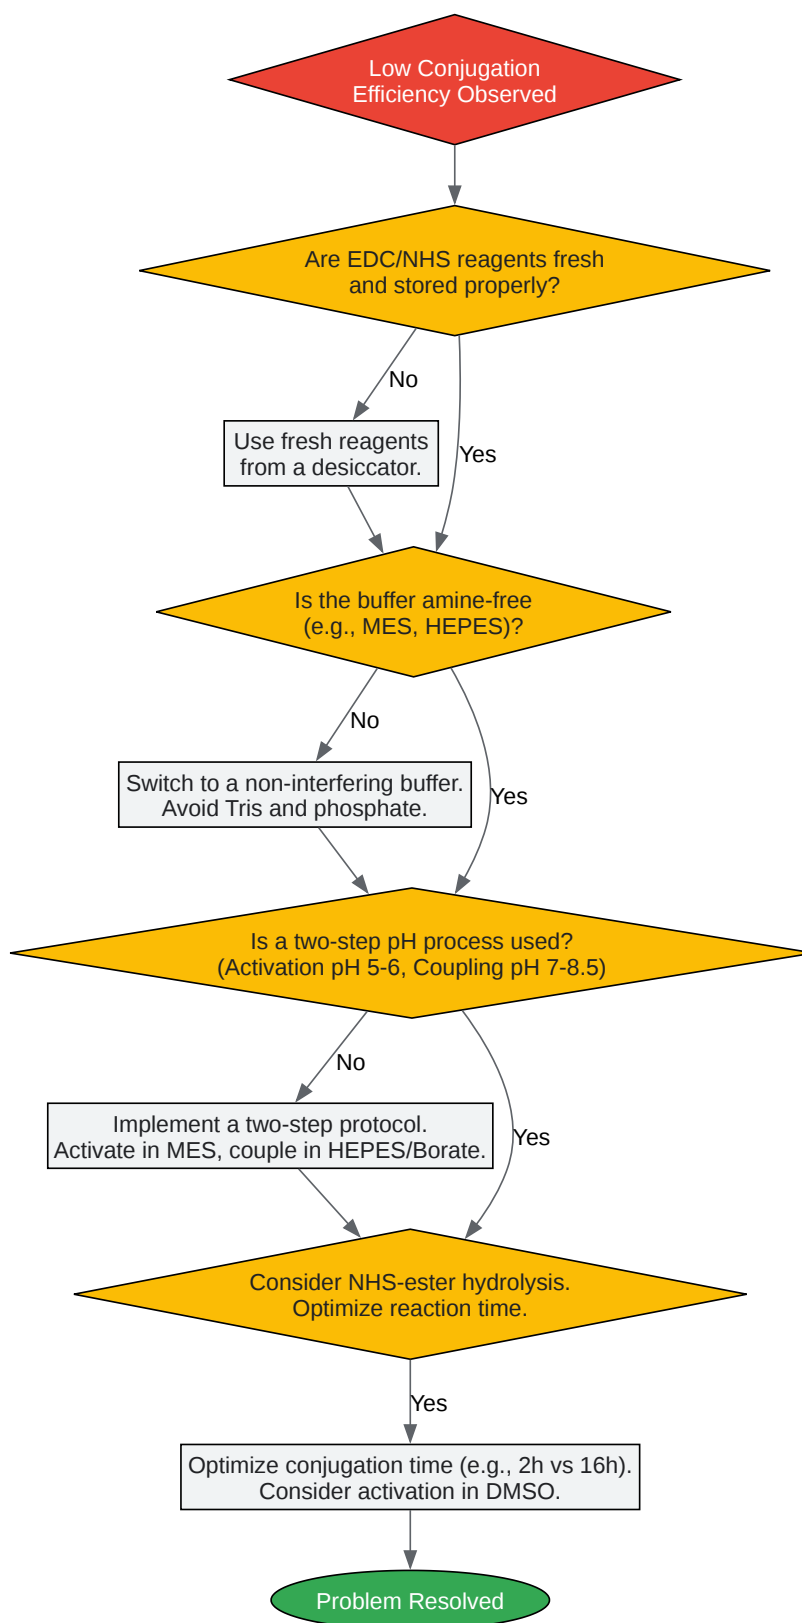 Low Conjugation
Efficiency Observed
Are EDC/NHS reagents fresh
and stored properly?
No
Yes
Use fresh reagents
from a desiccator.
Is the buffer amine-free
(e.g., MES, HEPES)?
No
Yes
Switch to a non-interfering buffer.
Avoid Tris and phosphate.
Is a two-step pH process used?
(Activation pH 5-6, Coupling pH 7-8.5)
No
Yes
Implement a two-step protocol.
Activate in MES, couple in HEPES/Borate.
Consider NHS-ester hydrolysis.
Optimize reaction time.
Yes
Optimize conjugation time (e.g., 2h vs 16h).
Consider activation in DMSO.
Problem Resolved